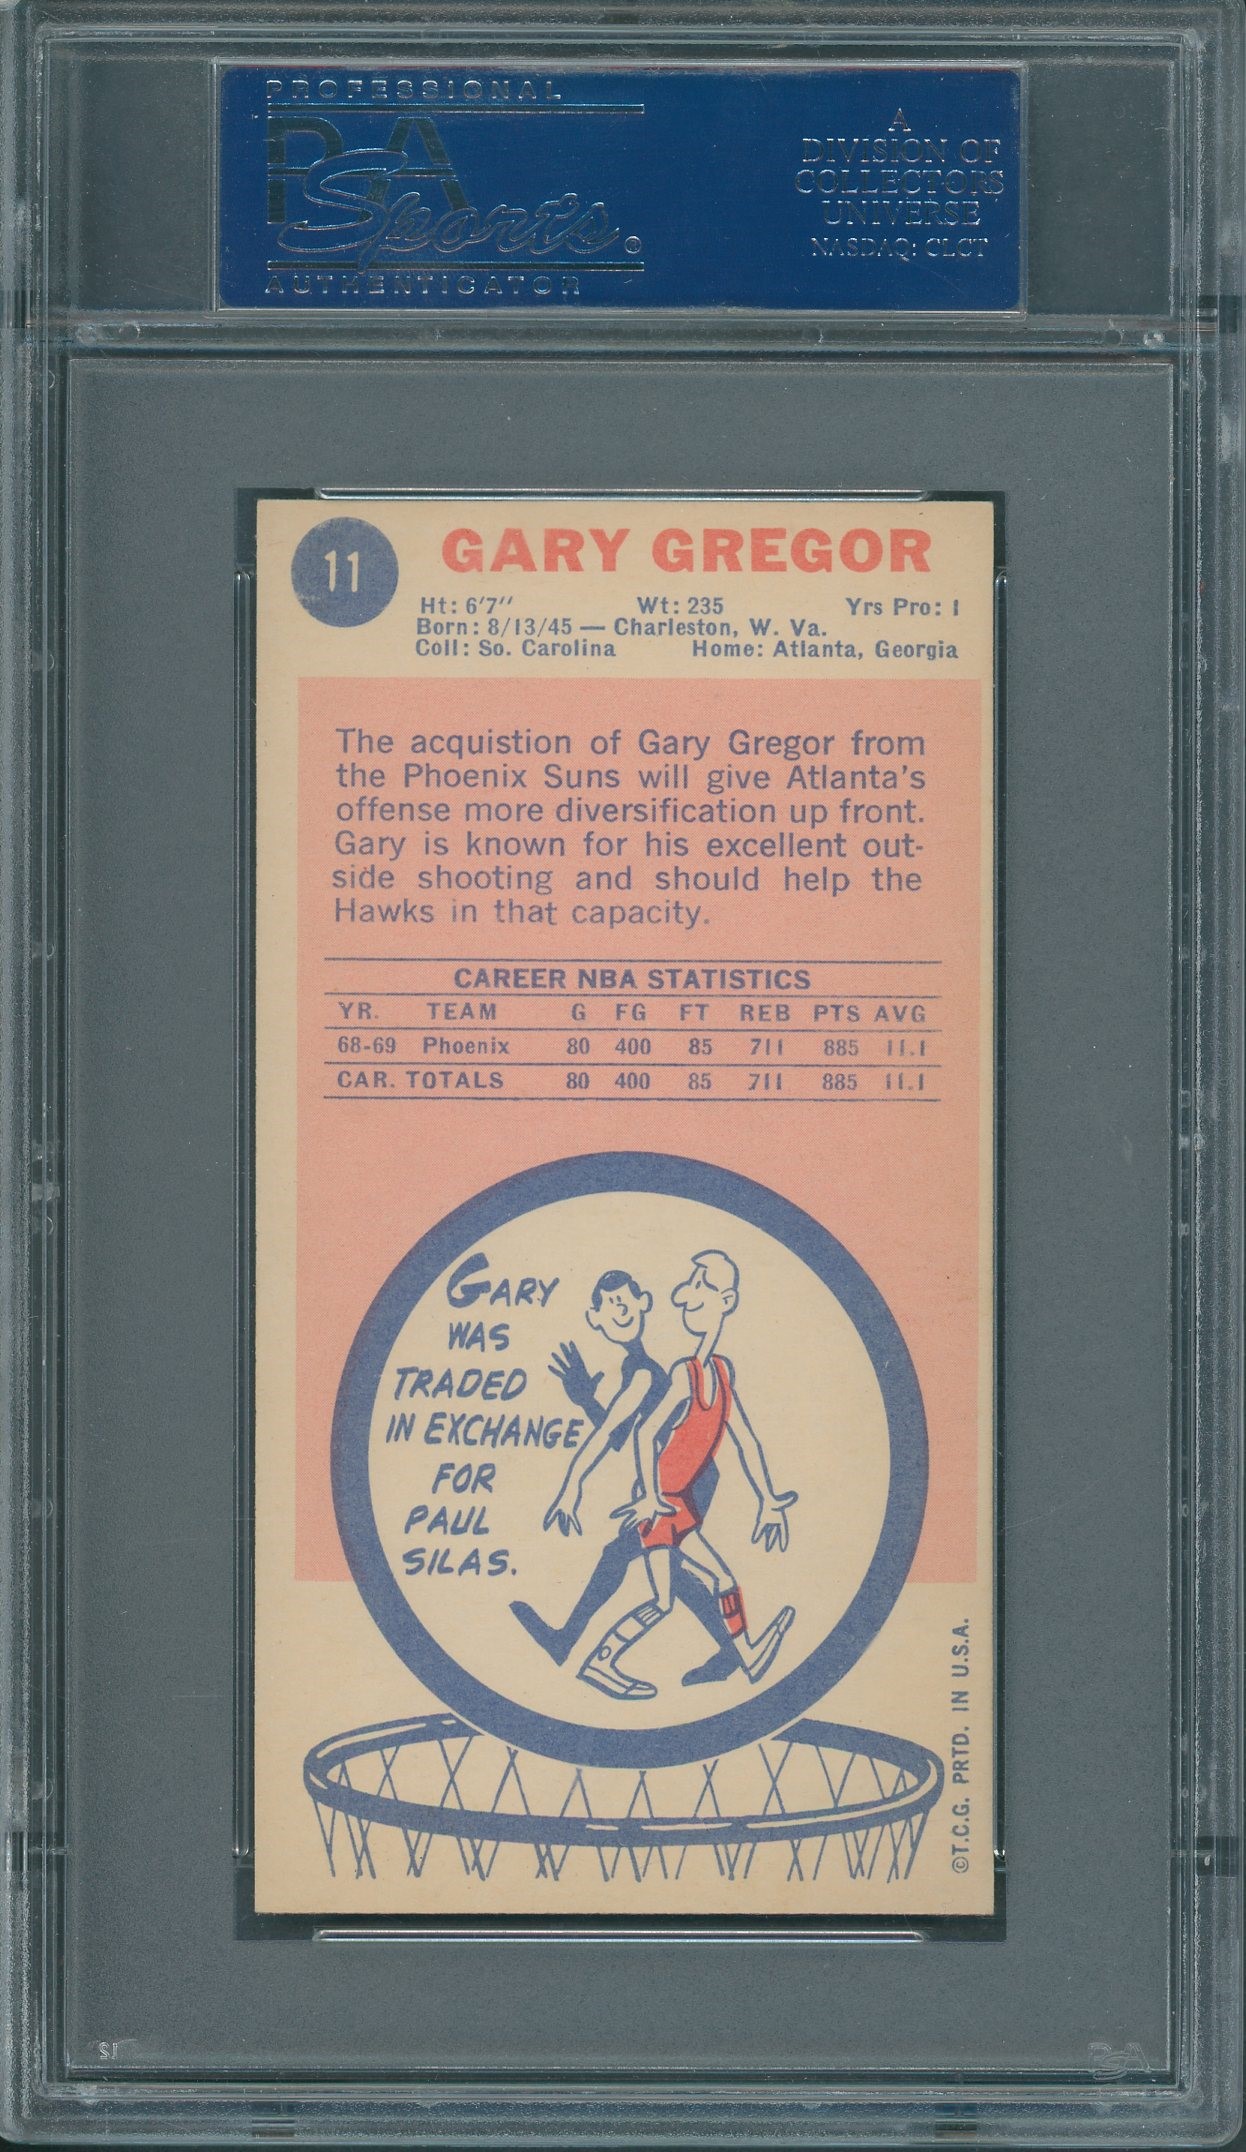 PROFESSIONAL
PSA
Sports®
AUTHENTICATOR
A
DIVISION OF
COLLECTORS
UNIVERSE
NASDAQ: CLCT
11
GARY GREGOR
Ht: 6'7" Wt: 235 Yrs Pro: 1
Born: 8/13/45 — Charleston, W. Va.
Coll: So. Carolina Home: Atlanta, Georgia
The acquistion of Gary Gregor from
the Phoenix Suns will give Atlanta's
offense more diversification up front.
Gary is known for his excellent out-
side shooting and should help the
Hawks in that capacity.
CAREER NBA STATISTICS
YR. TEAM G FG FT REB PTS AVG
68-69 Phoenix 80 400 85 711 885 11.1
CAR. TOTALS 80 400 85 711 885 11.1
GARY
WAS
TRADED
IN EXCHANGE
FOR
PAUL
SILAS.
©T.C.G. PRTD. IN U.S.A.
PSA